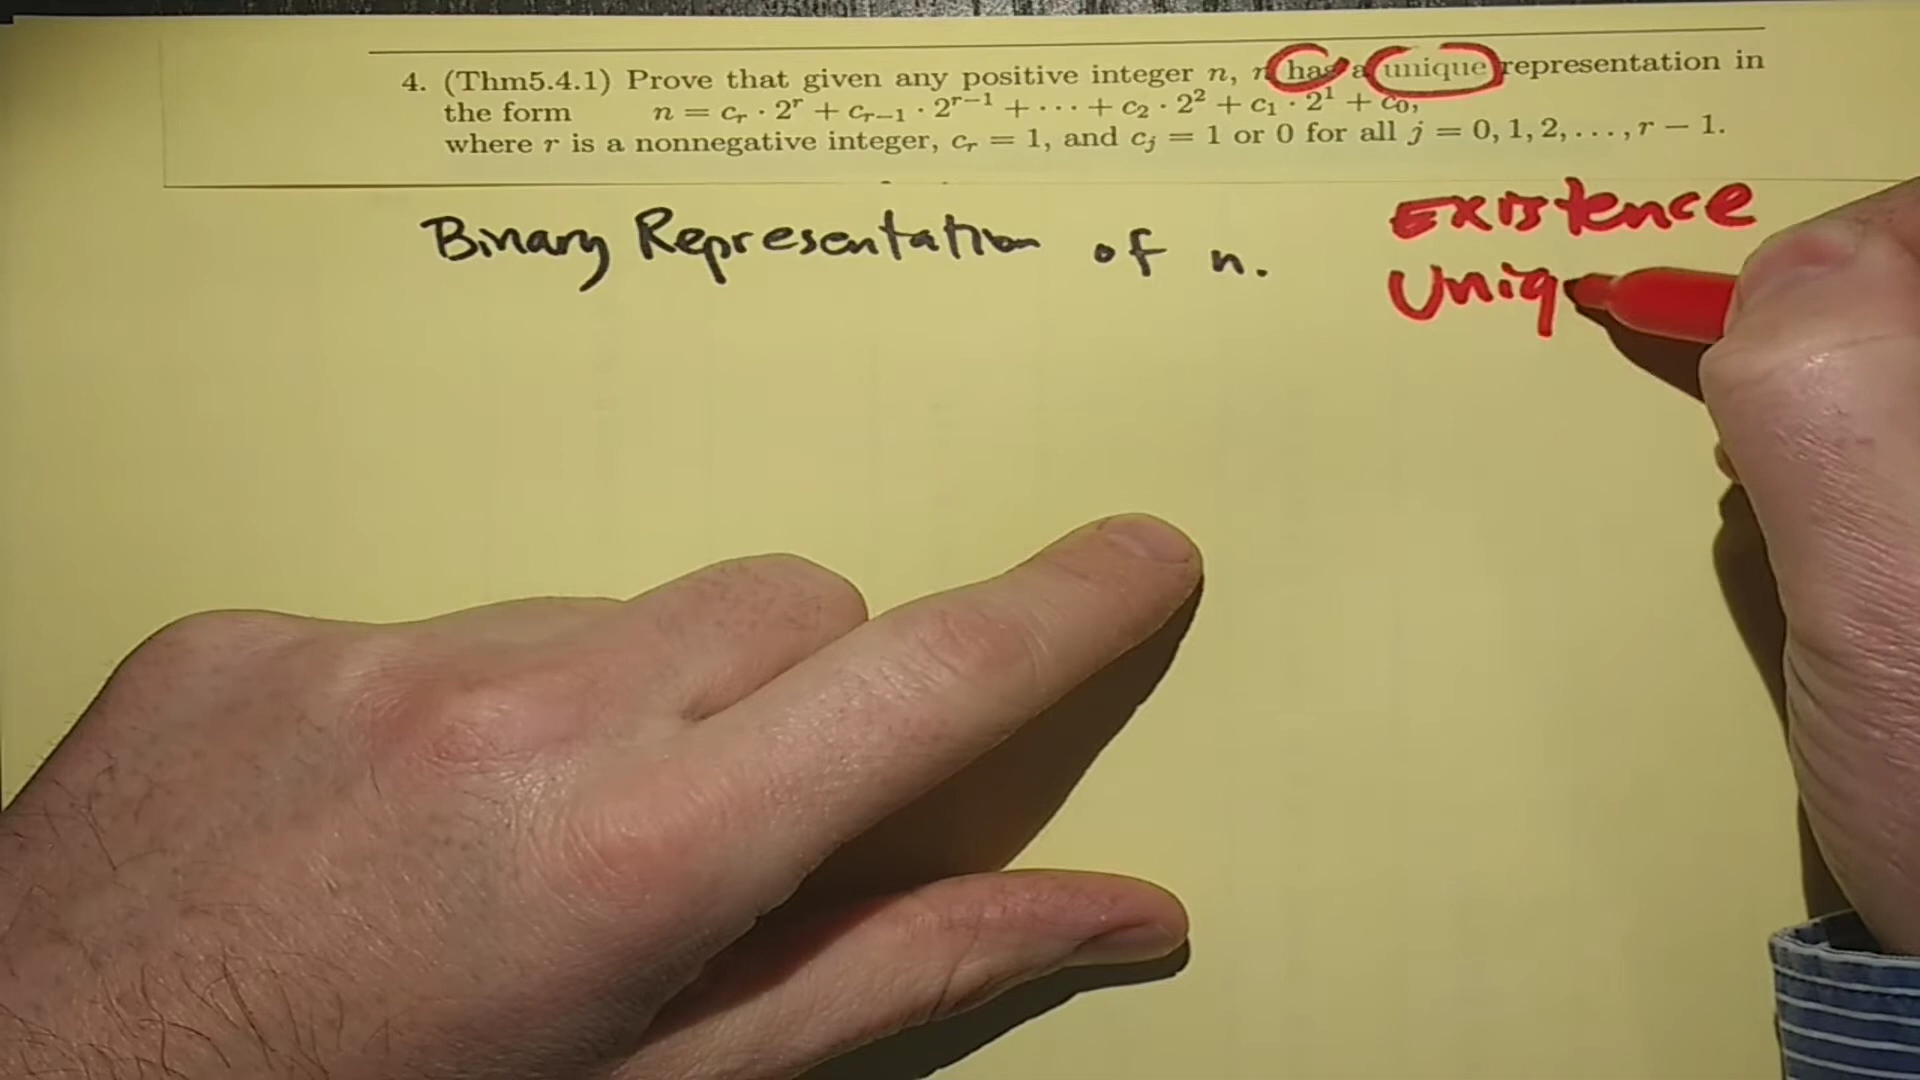 4. (Thm5.4.1) Prove that given any positive integer n, n has a unique representation in
the form n = c_r · 2^r + c_{r−1} · 2^{r−1} + · · · + c_2 · 2^2 + c_1 · 2^1 + c_0,
where r is a nonnegative integer, c_r = 1, and c_j = 1 or 0 for all j = 0, 1, 2, . . . , r − 1.
Binary Representation of n.
Existence
Uniq